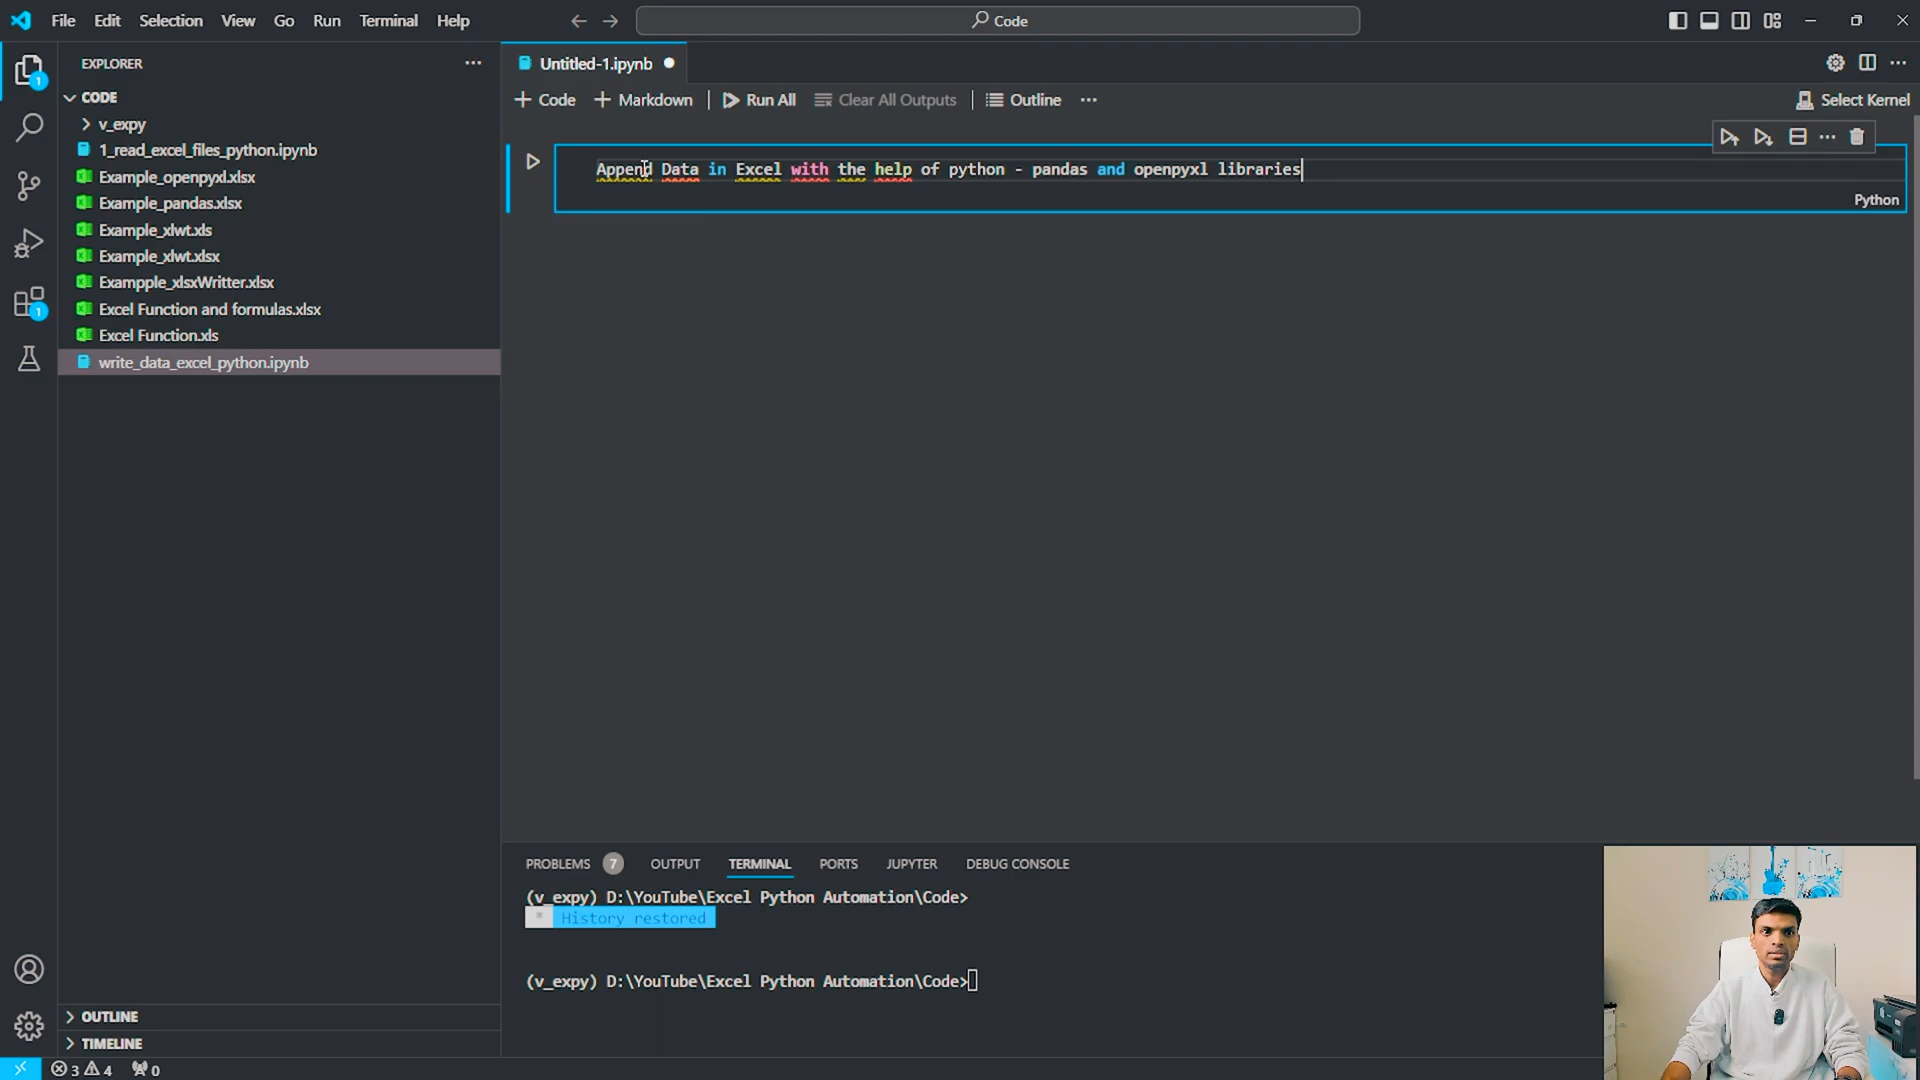 File Edit Selection View Go Run Terminal Help
Code
EXPLORER
1
CODE
v_expy
1_read_excel_files_python.ipynb
Example_openpyxl.xlsx
Example_pandas.xlsx
Example_xlwt.xls
Example_xlwt.xlsx
Exampple_xlsxWritter.xlsx
Excel Function and formulas.xlsx
Excel Function.xls
write_data_excel_python.ipynb
1
OUTLINE
TIMELINE
Untitled-1.ipynb
Code Markdown Run All Clear All Outputs Outline
Select Kernel
Append Data in Excel with the help of python - pandas and openpyxl libraries
Python
PROBLEMS 7 OUTPUT TERMINAL PORTS JUPYTER DEBUG CONSOLE
(v_expy) D:\YouTube\Excel Python Automation\Code>
* History restored
(v_expy) D:\YouTube\Excel Python Automation\Code>
3 4 0